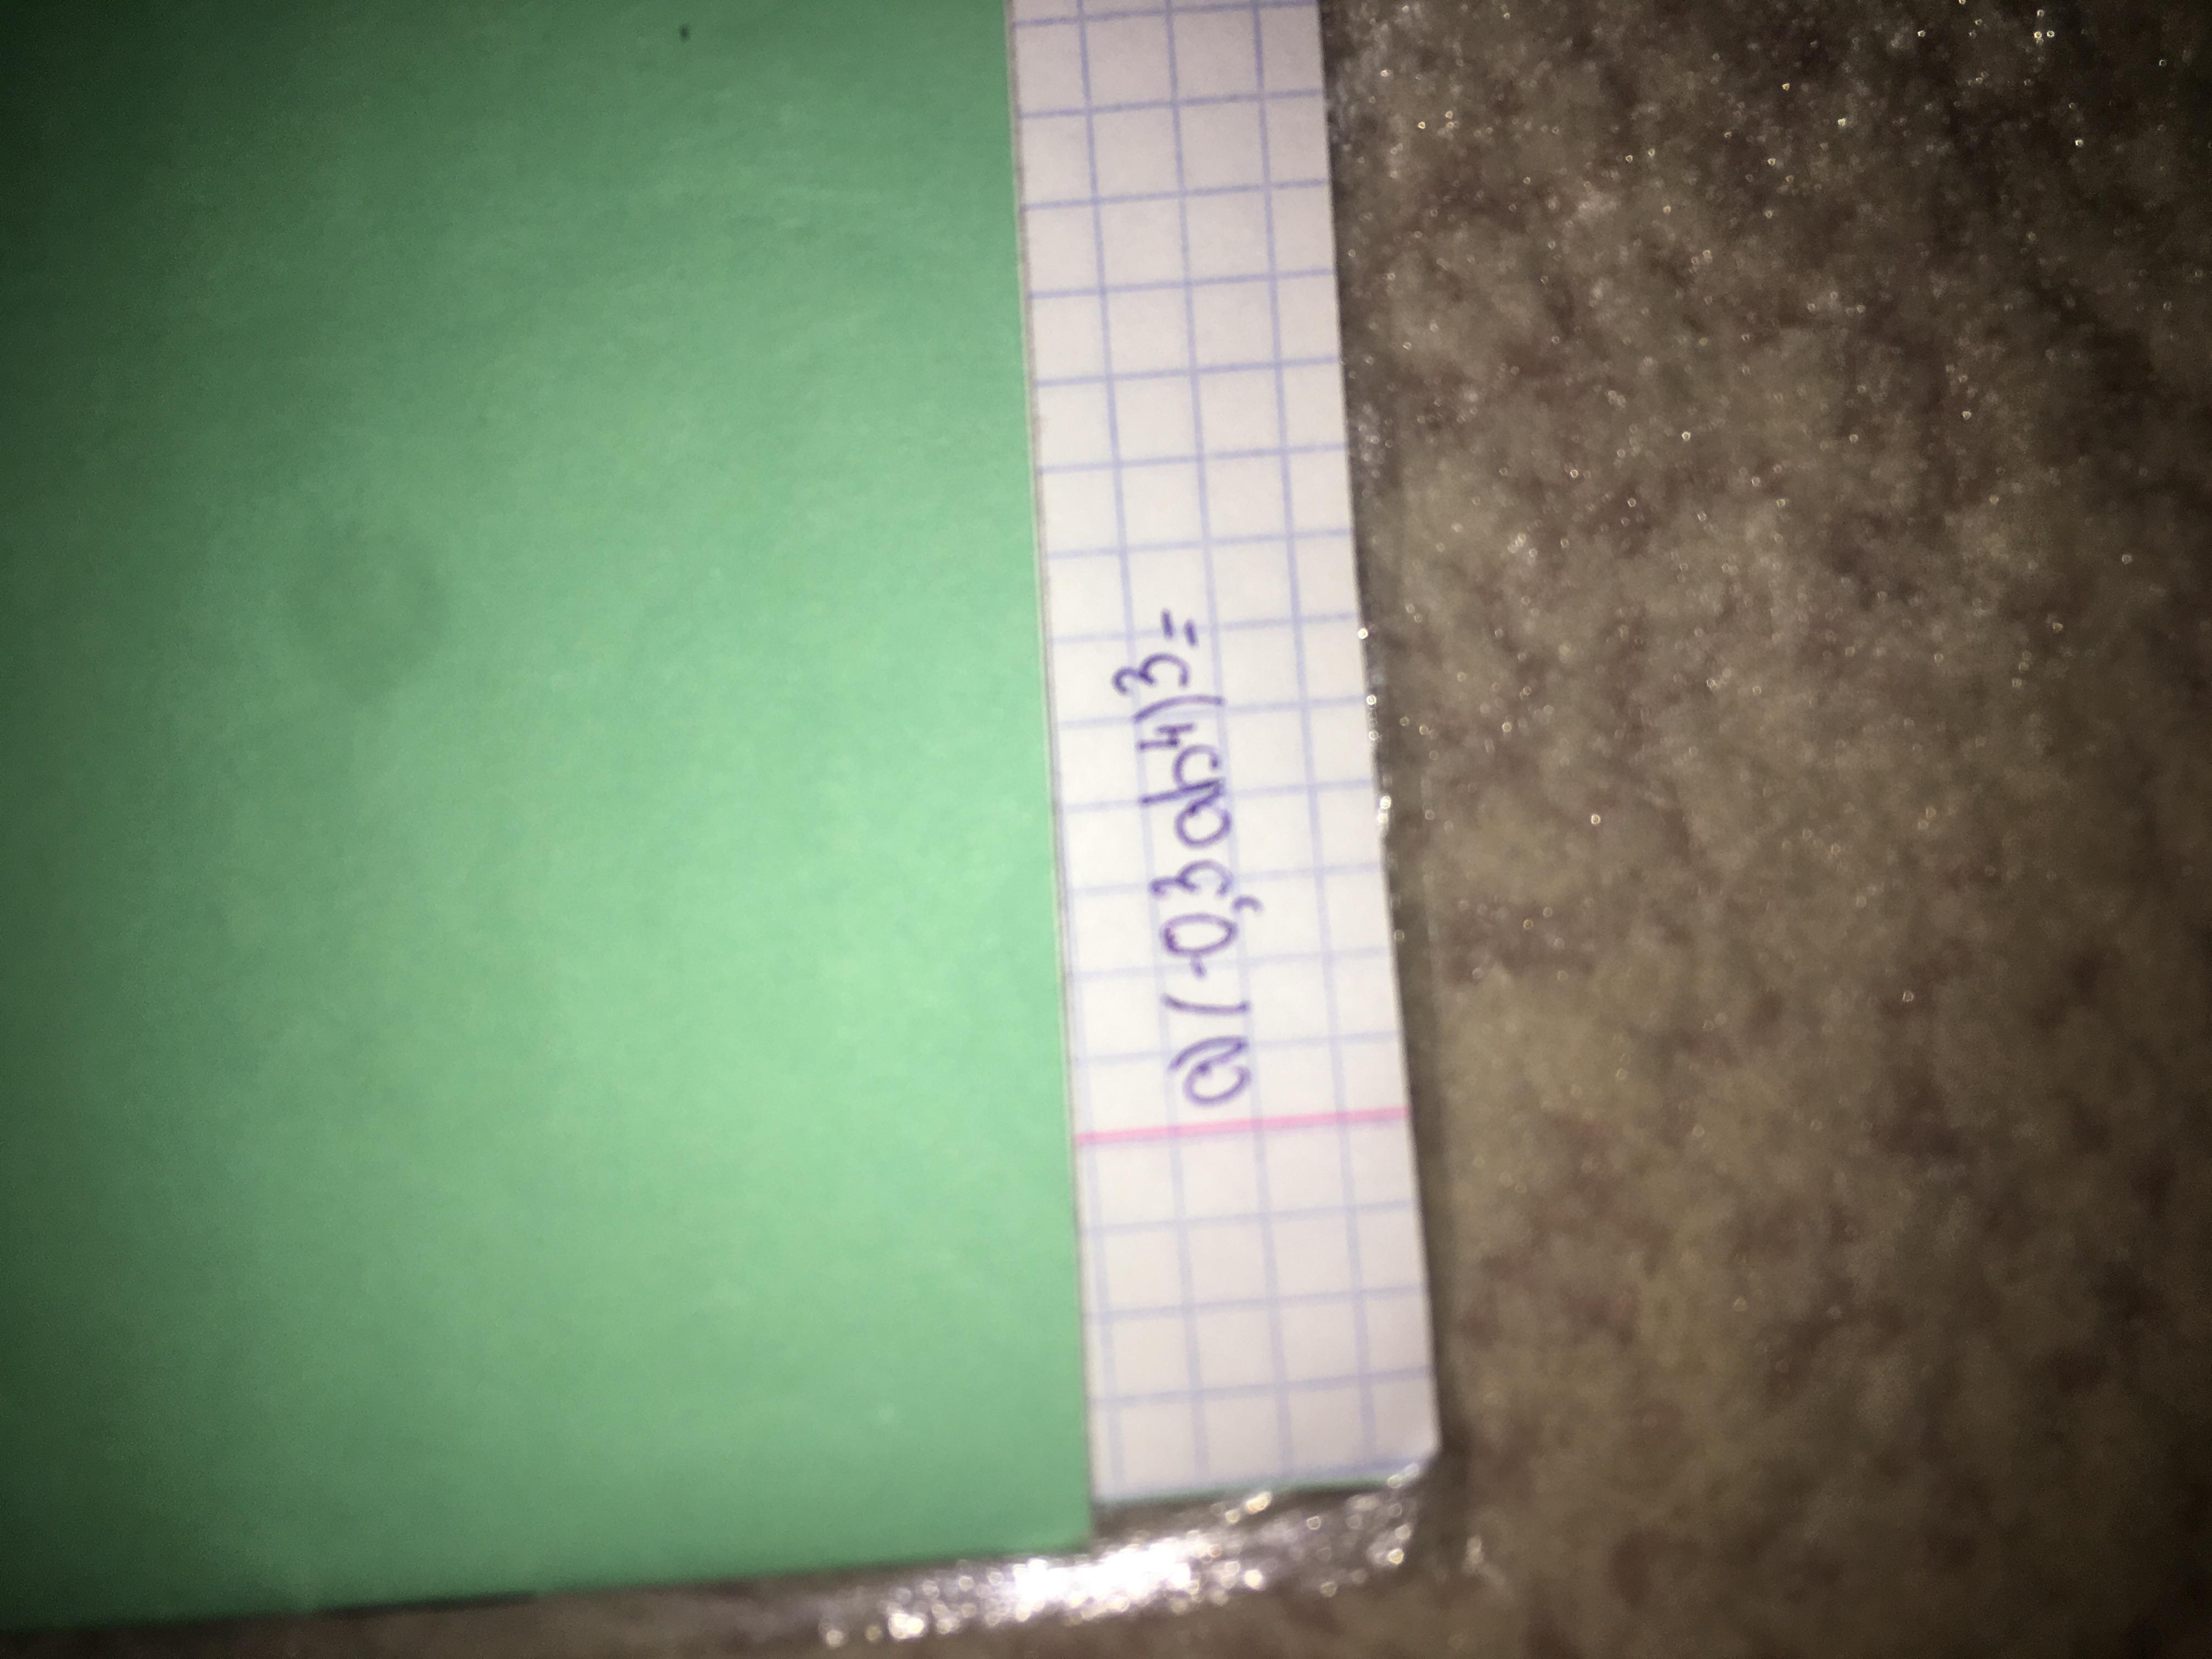 a) (-0,3ab⁴)³=